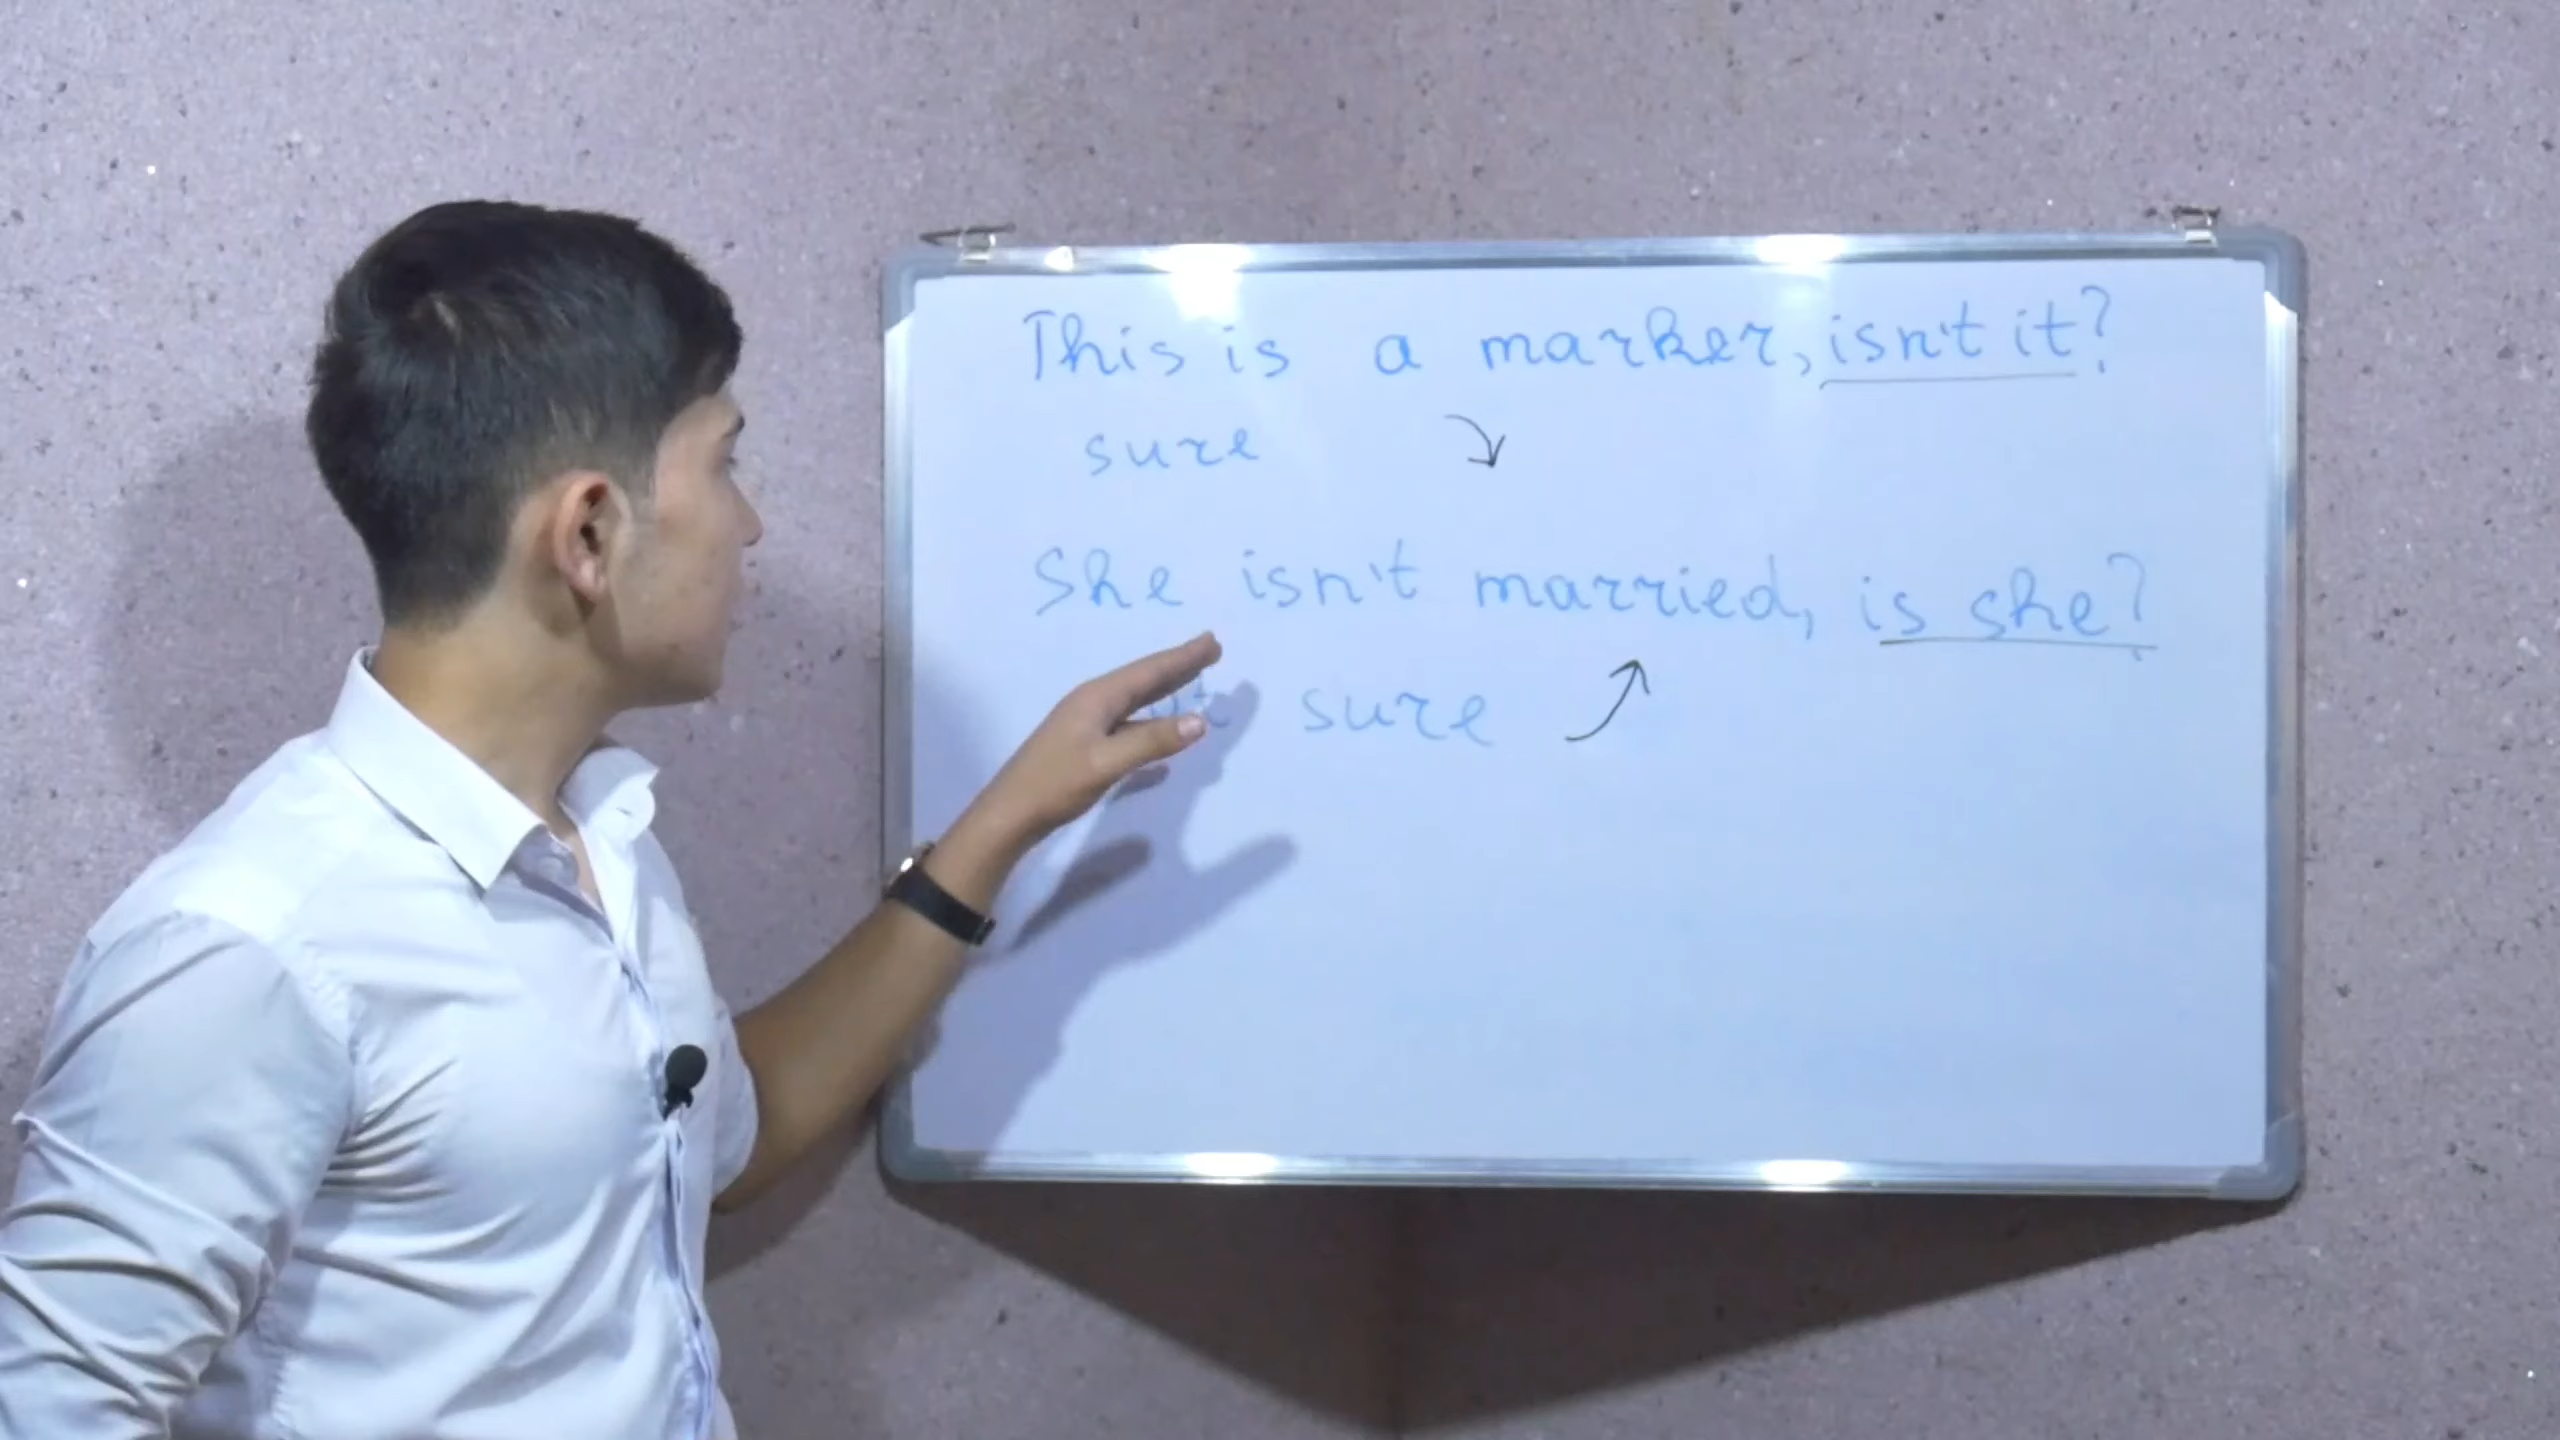 This is a marker, isn't it?
sure
She isn't married, is she?
sure